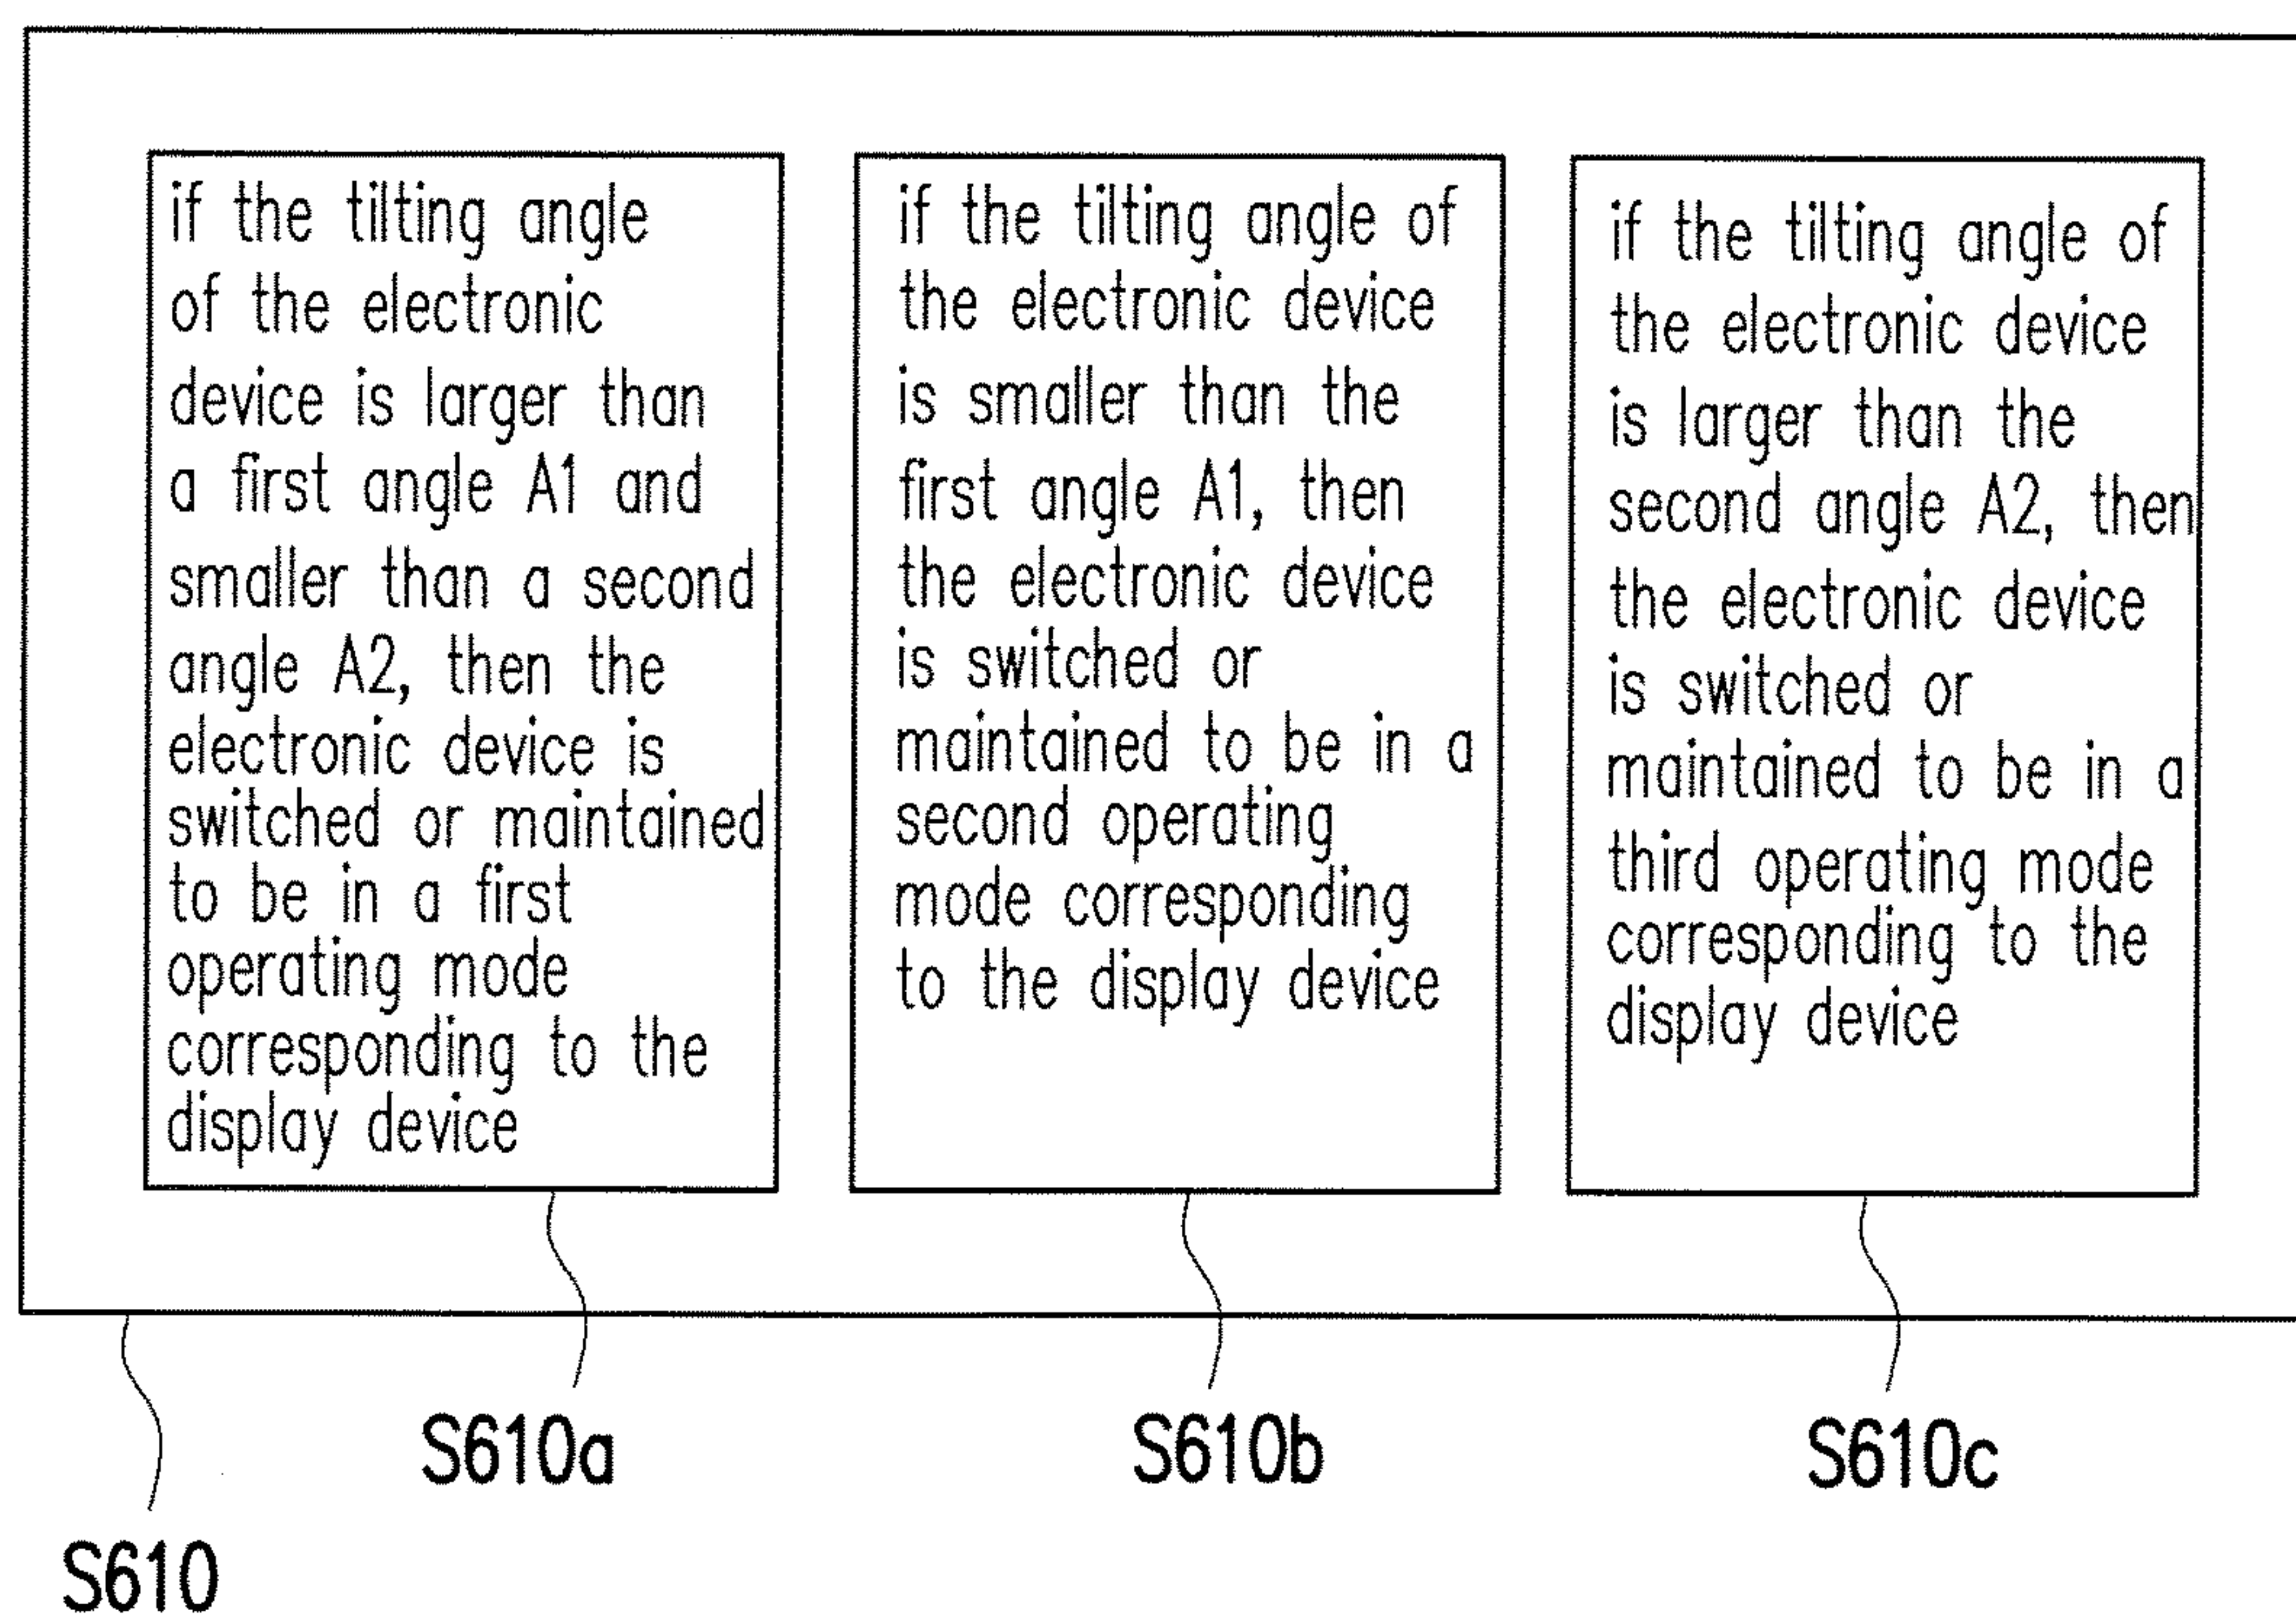 if the tilting angle
of the electronic
device is larger than
a first angle A1 and
smaller than a second
angle A2, then the
electronic device is
switched or maintained
to be in a first
operating mode
corresponding to the
display device
if the tilting angle of
the electronic device
is smaller than the
first angle A1, then
the electronic device
is switched or
maintained to be in a
second operating
mode corresponding
to the display device
if the tilting angle of
the electronic device
is larger than the
second angle A2, then
the electronic device
is switched or
maintained to be in a
third operating mode
corresponding to the
display device
S610a
S610b
S610c
S610